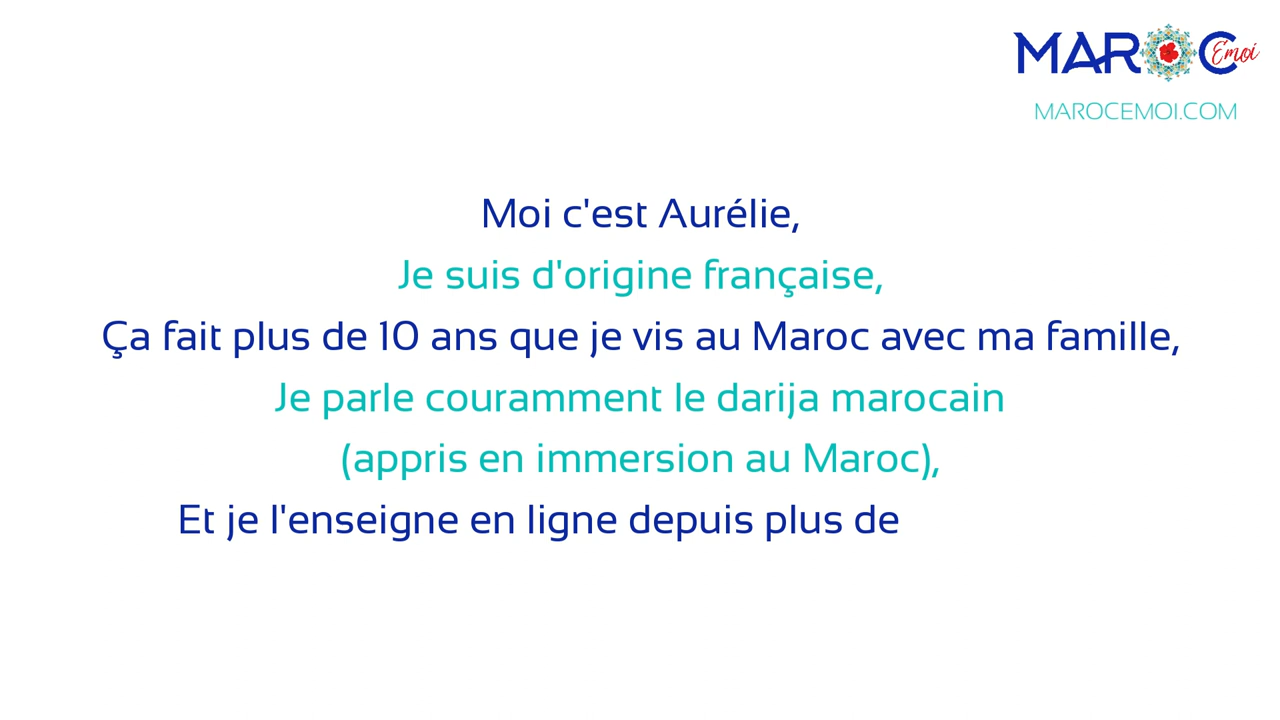 MAROC Emoi
MAROCEMOI.COM
Moi c'est Aurélie,
Je suis d'origine française,
Ça fait plus de 10 ans que je vis au Maroc avec ma famille,
Je parle couramment le darija marocain
(appris en immersion au Maroc),
Et je l'enseigne en ligne depuis plus de